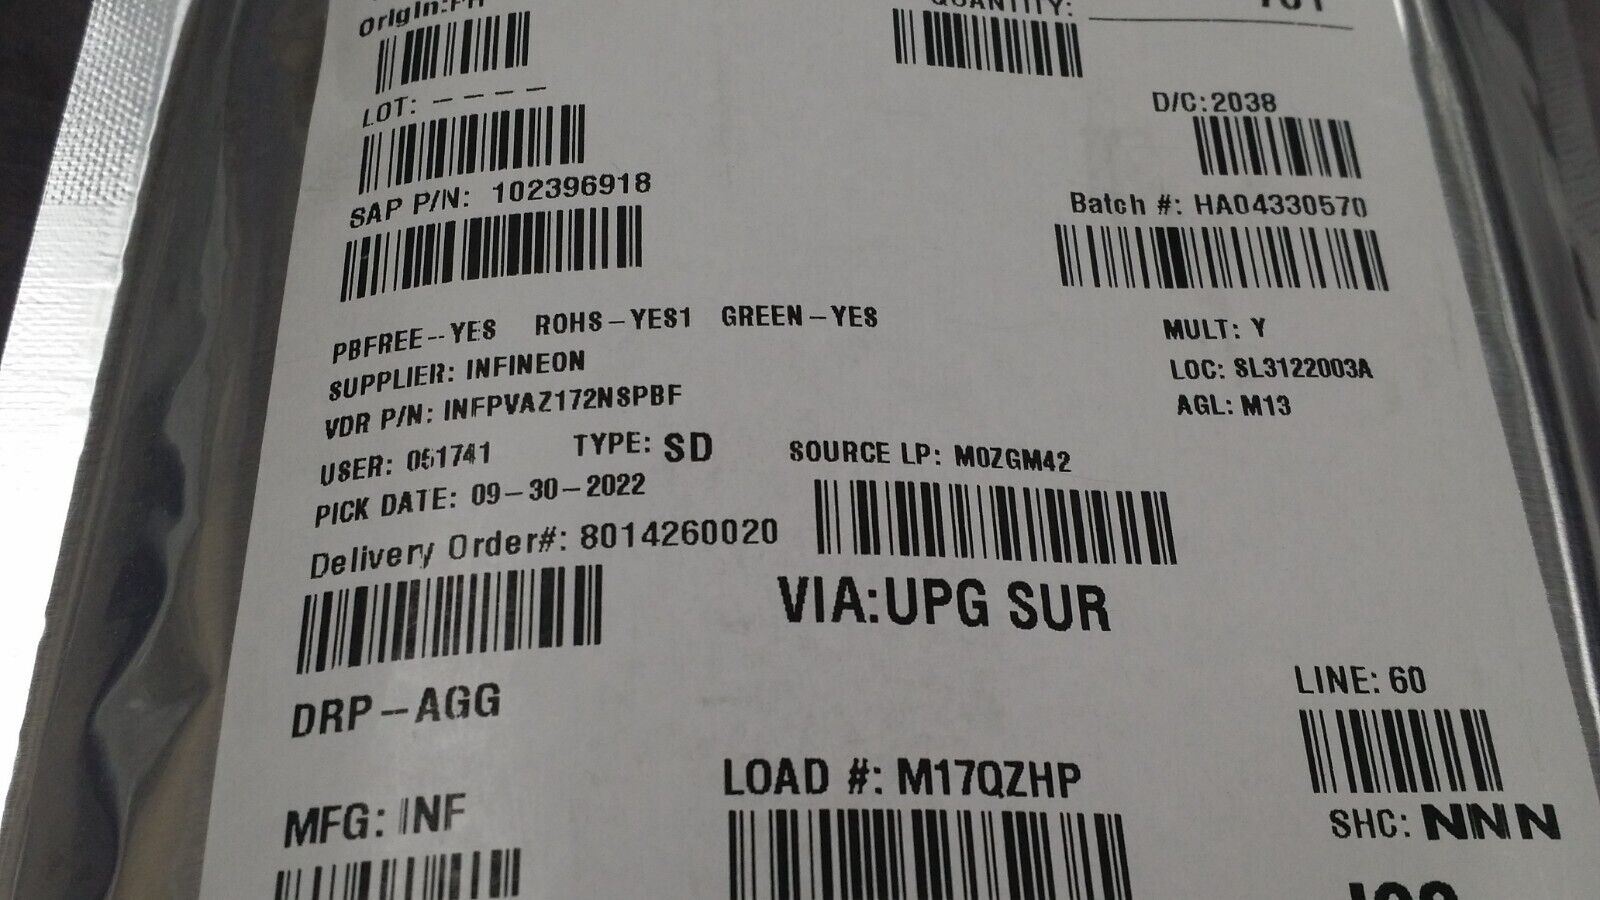 Origin:PH
QUANTITY:
LOT: - - - -
D/C:2038
SAP P/N: 102396918
Batch #: HA04330570
PBFREE--YES ROHS-YES1 GREEN-YES
MULT: Y
SUPPLIER: INFINEON
LOC: SL3122003A
VDR P/N: INFPVAZ172NSPBF
AGL: M13
USER: 051741 TYPE: SD SOURCE LP: M0ZGM42
PICK DATE: 09-30-2022
Delivery Order#: 8014260020
VIA:UPG SUR
LINE: 60
DRP-AGG
LOAD #: M17QZHP
MFG: INF
SHC: NNN